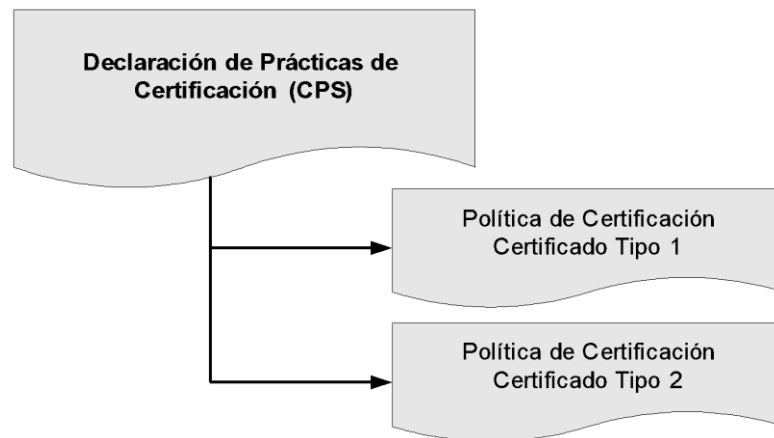 Declaración de Prácticas de
Certificación (CPS)
Política de Certificación
Certificado Tipo 1
Política de Certificación
Certificado Tipo 2